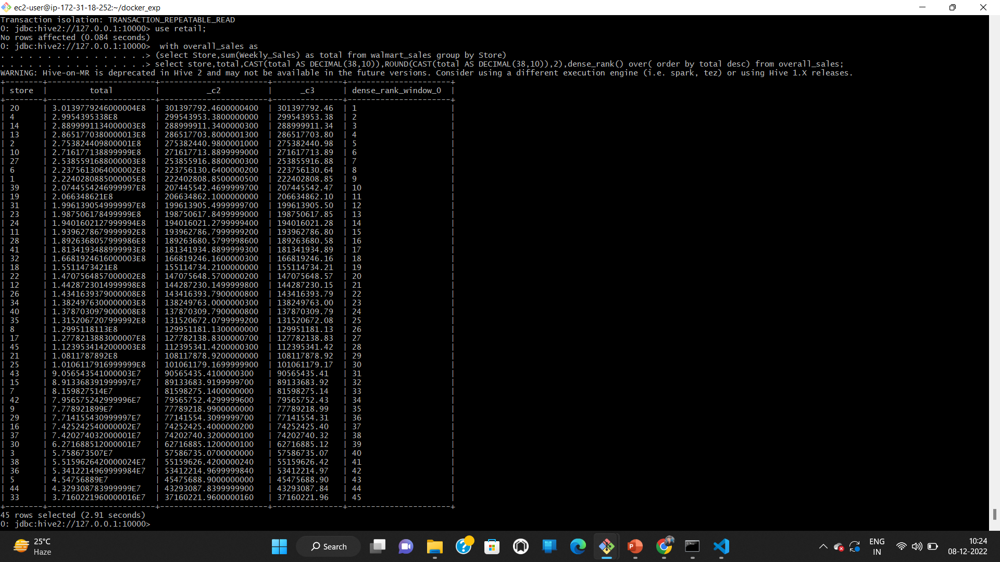 ec2-user@ip-172-31-18-252:~/docker_exp
Transaction isolation: TRANSACTION_REPEATABLE_READ
0: jdbc:hive2://127.0.0.1:10000> use retail;
No rows affected (0.084 seconds)
0: jdbc:hive2://127.0.0.1:10000>  with overall_sales as
. . . . . . . . . . . . . . . .> (select Store,sum(Weekly_Sales) as total from walmart_sales group by Store)
. . . . . . . . . . . . . . . .> select store,total,CAST(total AS DECIMAL(38,10)),ROUND(CAST(total AS DECIMAL(38,10)),2),dense_rank() over( order by total desc) from overall_sales;
WARNING: Hive-on-MR is deprecated in Hive 2 and may not be available in the future versions. Consider using a different execution engine (i.e. spark, tez) or using Hive 1.X releases.
+--------+-----------------------+-----------------------+---------------+----------------------+
| store | total | _c2 | _c3 | dense_rank_window_0 |
+--------+-----------------------+-----------------------+---------------+----------------------+
| 20 | 3.0139779246000004E8 | 301397792.4600000400 | 301397792.46 | 1 |
| 4 | 2.9954395338E8 | 299543953.3800000000 | 299543953.38 | 2 |
| 14 | 2.8899991134000003E8 | 288999911.3400000300 | 288999911.34 | 3 |
| 13 | 2.8651770380000013E8 | 286517703.8000001300 | 286517703.80 | 4 |
| 2 | 2.753824409800001E8 | 275382440.9800001000 | 275382440.98 | 5 |
| 10 | 2.716177138899999E8 | 271617713.8899999000 | 271617713.89 | 6 |
| 27 | 2.5385591688000003E8 | 253855916.8800000300 | 253855916.88 | 7 |
| 6 | 2.2375613064000002E8 | 223756130.6400000200 | 223756130.64 | 8 |
| 1 | 2.2240280885000005E8 | 222402808.8500000500 | 222402808.85 | 9 |
| 39 | 2.0744554246999997E8 | 207445542.4699999700 | 207445542.47 | 10 |
| 19 | 2.066348621E8 | 206634862.1000000000 | 206634862.10 | 11 |
| 31 | 1.9961390549999997E8 | 199613905.4999999700 | 199613905.50 | 12 |
| 23 | 1.987506178499999E8 | 198750617.8499999000 | 198750617.85 | 13 |
| 24 | 1.9401602127999994E8 | 194016021.2799999400 | 194016021.28 | 14 |
| 11 | 1.9396278679999992E8 | 193962786.7999999200 | 193962786.80 | 15 |
| 28 | 1.8926368057999986E8 | 189263680.5799998600 | 189263680.58 | 16 |
| 41 | 1.8134193488999993E8 | 181341934.8899999300 | 181341934.89 | 17 |
| 32 | 1.6681924616000003E8 | 166819246.1600000300 | 166819246.16 | 18 |
| 18 | 1.5511473421E8 | 155114734.2100000000 | 155114734.21 | 19 |
| 22 | 1.4707564857000002E8 | 147075648.5700000200 | 147075648.57 | 20 |
| 12 | 1.4428723014999998E8 | 144287230.1499999800 | 144287230.15 | 21 |
| 26 | 1.4341639379000008E8 | 143416393.7900000800 | 143416393.79 | 22 |
| 34 | 1.3824976300000003E8 | 138249763.0000000300 | 138249763.00 | 23 |
| 40 | 1.3787030979000008E8 | 137870309.7900000800 | 137870309.79 | 24 |
| 35 | 1.3152067207999992E8 | 131520672.0799999200 | 131520672.08 | 25 |
| 8 | 1.2995118113E8 | 129951181.1300000000 | 129951181.13 | 26 |
| 17 | 1.2778213883000007E8 | 127782138.8300000700 | 127782138.83 | 27 |
| 45 | 1.1239534142000003E8 | 112395341.4200000300 | 112395341.42 | 28 |
| 21 | 1.0811787892E8 | 108117878.9200000000 | 108117878.92 | 29 |
| 25 | 1.0106117916999999E8 | 101061179.1699999900 | 101061179.17 | 30 |
| 43 | 9.056543541000003E7 | 90565435.4100000300 | 90565435.41 | 31 |
| 15 | 8.913368391999997E7 | 89133683.9199999700 | 89133683.92 | 32 |
| 7 | 8.159827514E7 | 81598275.1400000000 | 81598275.14 | 33 |
| 42 | 7.956575242999996E7 | 79565752.4299999600 | 79565752.43 | 34 |
| 9 | 7.778921899E7 | 77789218.9900000000 | 77789218.99 | 35 |
| 29 | 7.714155430999997E7 | 77141554.3099999700 | 77141554.31 | 36 |
| 16 | 7.425242540000002E7 | 74252425.4000000200 | 74252425.40 | 37 |
| 37 | 7.420274032000001E7 | 74202740.3200000100 | 74202740.32 | 38 |
| 30 | 6.271688512000001E7 | 62716885.1200000100 | 62716885.12 | 39 |
| 3 | 5.758673507E7 | 57586735.0700000000 | 57586735.07 | 40 |
| 38 | 5.5159626420000024E7 | 55159626.4200000240 | 55159626.42 | 41 |
| 36 | 5.3412214969999984E7 | 53412214.9699999840 | 53412214.97 | 42 |
| 5 | 4.54756889E7 | 45475688.9000000000 | 45475688.90 | 43 |
| 44 | 4.329308783999999E7 | 43293087.8399999900 | 43293087.84 | 44 |
| 33 | 3.7160221960000016E7 | 37160221.9600000160 | 37160221.96 | 45 |
+--------+-----------------------+-----------------------+---------------+----------------------+
45 rows selected (2.91 seconds)
0: jdbc:hive2://127.0.0.1:10000>
25°C
Haze
Search
ENG
IN
10:24
08-12-2022